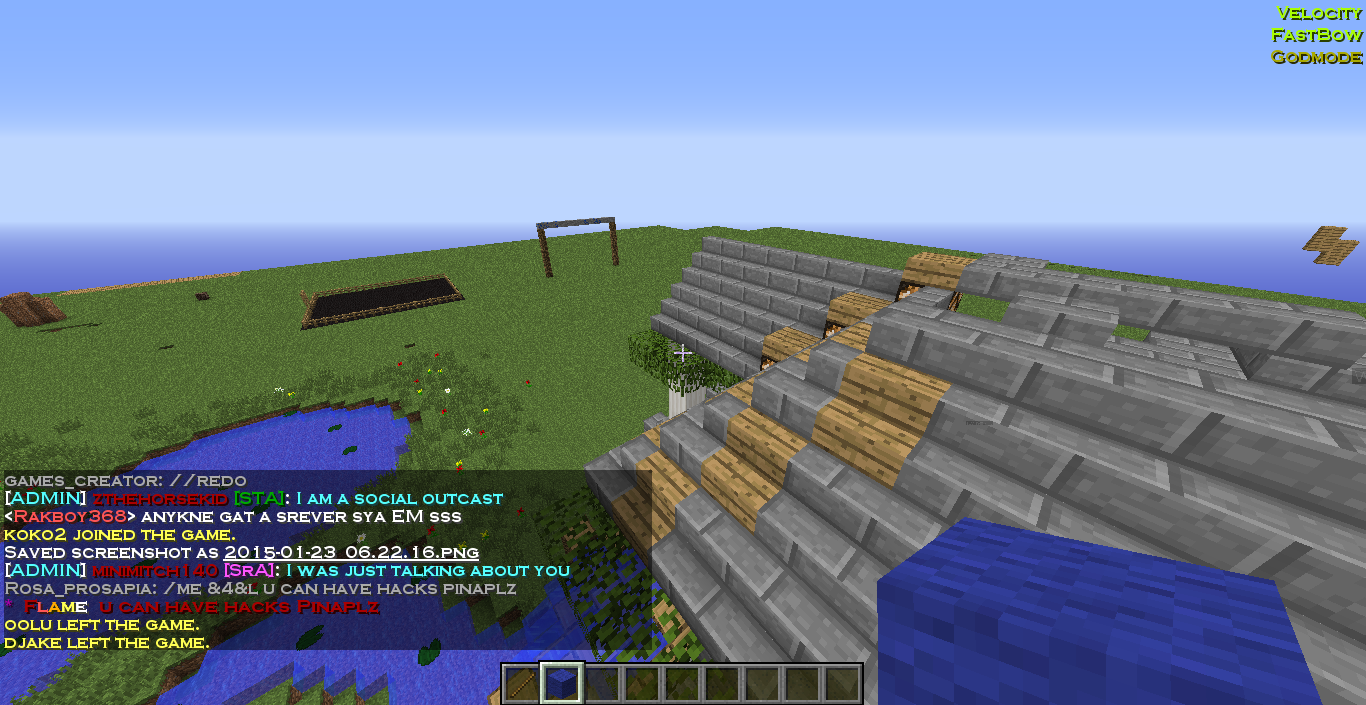 Velocity
FastBow
Godmode
games_creator: //redo
[ADMIN] zthehorsekid [STA]: I am a social outcast
<Rakboy368> anykne gat a srever sya EM sss
koko2 joined the game.
Saved screenshot as 2015-01-23_06.22.16.png
[ADMIN] minimitch140 [SrA]: I was just talking about you
Rosa_prosapia: /me &4&l u can have hacks pinaplz
* Flame u can have hacks Pinaplz
oolu left the game.
djake left the game.